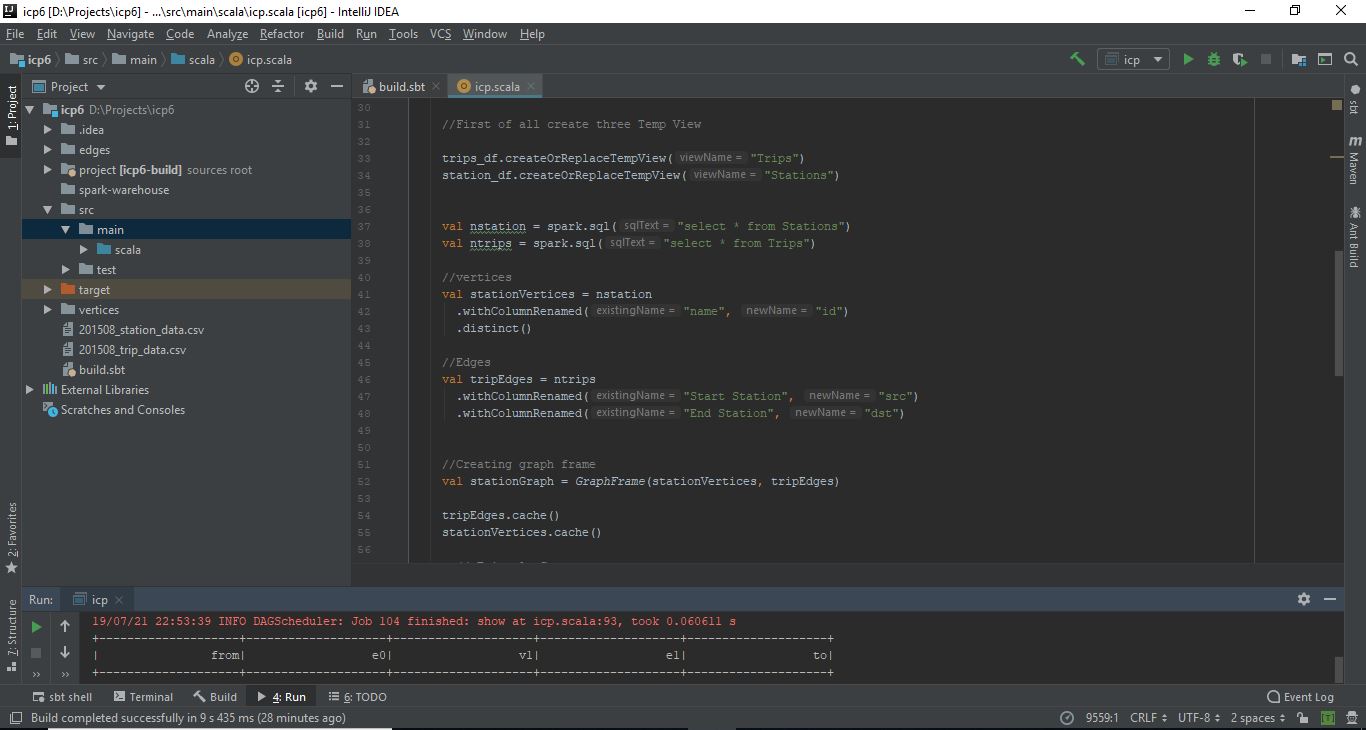 icp6 [D:\Projects\icp6] - ...\src\main\scala\icp.scala [icp6] - IntelliJ IDEA
File Edit View Navigate Code Analyze Refactor Build Run Tools VCS Window Help
icp6 src main scala icp.scala icp
1: Project
Project
build.sbt icp.scala
icp6 D:\Projects\icp6
.idea
edges
project [icp6-build] sources root
spark-warehouse
src
main
scala
test
target
vertices
201508_station_data.csv
201508_trip_data.csv
build.sbt
External Libraries
Scratches and Consoles
30
31 //First of all create three Temp View
32
33 trips_df.createOrReplaceTempView( viewName = "Trips")
34 station_df.createOrReplaceTempView( viewName = "Stations")
35
36
37 val nstation = spark.sql( sqlText = "select * from Stations")
38 val ntrips = spark.sql( sqlText = "select * from Trips")
39
40 //vertices
41 val stationVertices = nstation
42 .withColumnRenamed( existingName = "name", newName = "id")
43 .distinct()
44
45 //Edges
46 val tripEdges = ntrips
47 .withColumnRenamed( existingName = "Start Station", newName = "src")
48 .withColumnRenamed( existingName = "End Station", newName = "dst")
49
50
51 //Creating graph frame
52 val stationGraph = GraphFrame(stationVertices, tripEdges)
53
54 tripEdges.cache()
55 stationVertices.cache()
56
sbt
Maven
Ant Build
2: Favorites
7: Structure
Run: icp
19/07/21 22:53:39 INFO DAGScheduler: Job 104 finished: show at icp.scala:93, took 0.060611 s
+--------------------+--------------------+--------------------+--------------------+--------------------+
| from| e0| v1| e1| to|
+--------------------+--------------------+--------------------+--------------------+--------------------+
sbt shell Terminal Build 4: Run 6: TODO Event Log
Build completed successfully in 9 s 435 ms (28 minutes ago) 9559:1 CRLF UTF-8 2 spaces